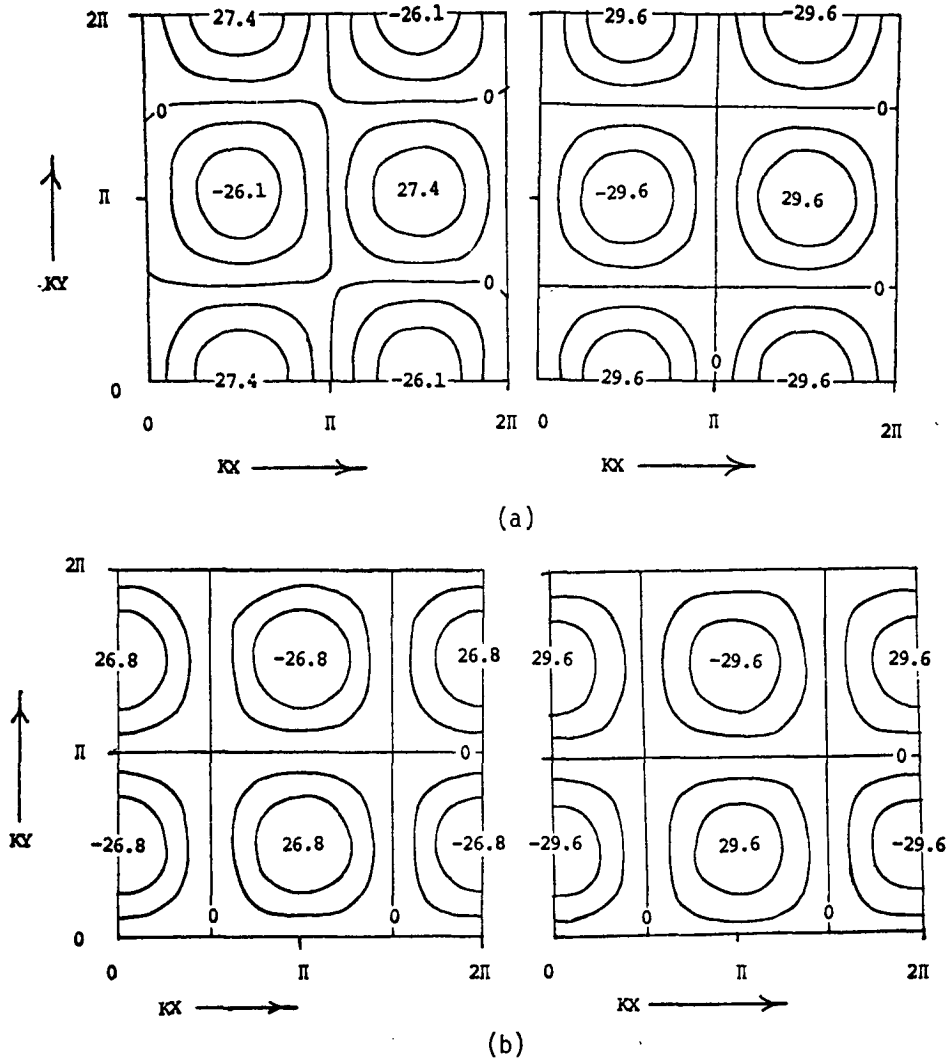 2Π 27.4 -26.1 29.6 -29.6
0 0 0
Π -26.1 27.4 -29.6 29.6
KY
0 0
0 27.4 -26.1 29.6 0 -29.6
0 Π 2Π 0 Π 2Π
KX KX
(a)
2Π
26.8 -26.8 26.8 29.6 -29.6 29.6
Π 0 0
KY -26.8 26.8 -26.8 -29.6 29.6 -29.6
0 0 0 0
0
0 Π 2Π 0 Π 2Π
KX KX
(b)